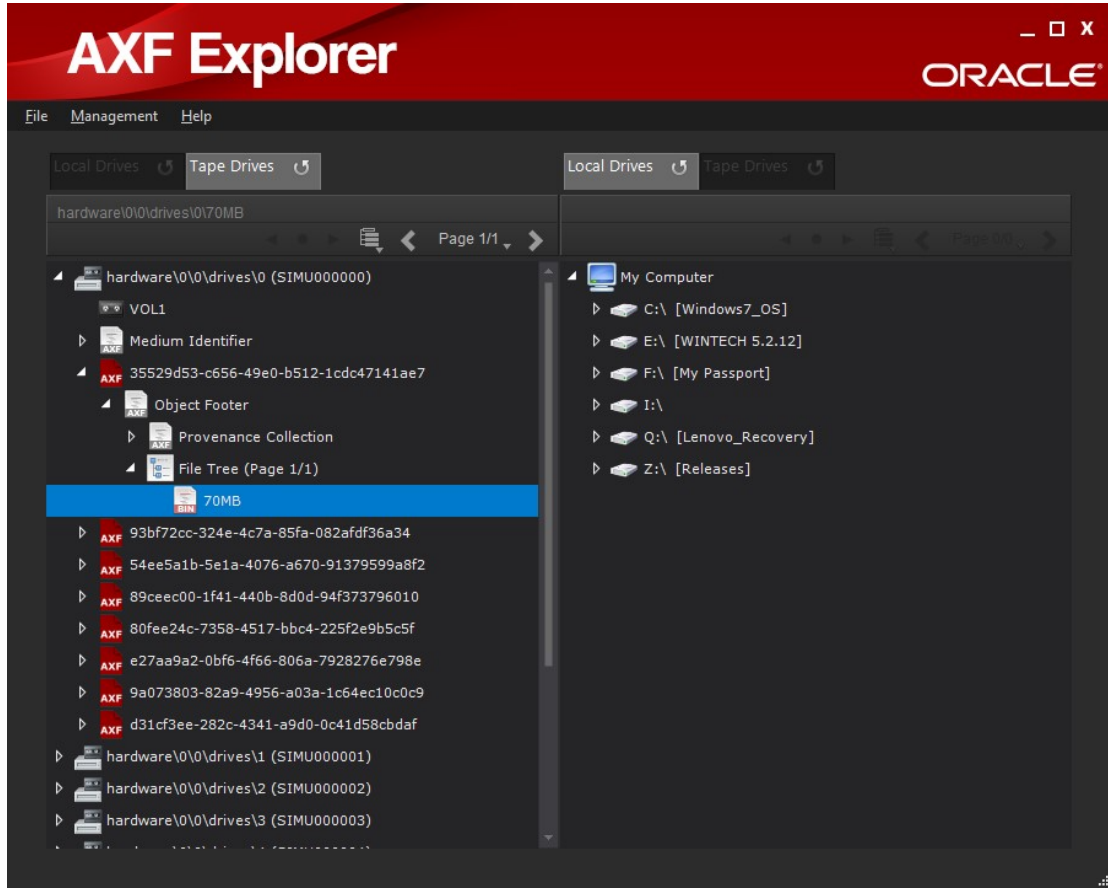 AXF Explorer
ORACLE
File Management Help
Local Drives Tape Drives
hardware\0\0\drives\0\70MB
Page 1/1
hardware\0\0\drives\0 (SIMU000000)
VOL1
Medium Identifier
35529d53-c656-49e0-b512-1cdc47141ae7
Object Footer
Provenance Collection
File Tree (Page 1/1)
70MB
93bf72cc-324e-4c7a-85fa-082afdf36a34
54ee5a1b-5e1a-4076-a670-91379599a8f2
89ceec00-1f41-440b-8d0d-94f373796010
80fee24c-7358-4517-bbc4-225f2e9b5c5f
e27aa9a2-0bf6-4f66-806a-7928276e798e
9a073803-82a9-4956-a03a-1c64ec10c0c9
d31cf3ee-282c-4341-a9d0-0c41d58cbdaf
hardware\0\0\drives\1 (SIMU000001)
hardware\0\0\drives\2 (SIMU000002)
hardware\0\0\drives\3 (SIMU000003)
Local Drives Tape Drives
Page 0/0
My Computer
C:\ [Windows7_OS]
E:\ [WINTECH 5.2.12]
F:\ [My Passport]
I:\
Q:\ [Lenovo_Recovery]
Z:\ [Releases]